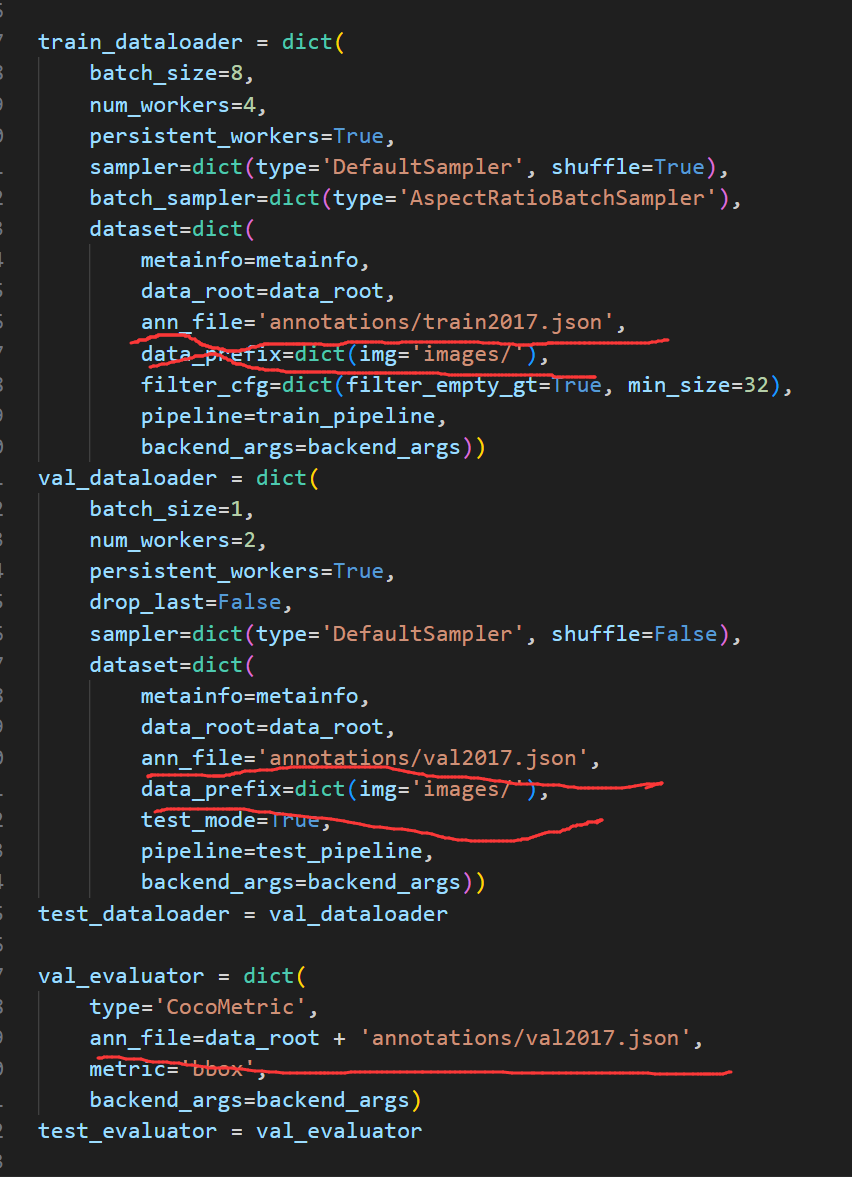 train_dataloader = dict(
    batch_size=8,
    num_workers=4,
    persistent_workers=True,
    sampler=dict(type='DefaultSampler', shuffle=True),
    batch_sampler=dict(type='AspectRatioBatchSampler'),
    dataset=dict(
        metainfo=metainfo,
        data_root=data_root,
        ann_file='annotations/train2017.json',
        data_prefix=dict(img='images/'),
        filter_cfg=dict(filter_empty_gt=True, min_size=32),
        pipeline=train_pipeline,
        backend_args=backend_args))
val_dataloader = dict(
    batch_size=1,
    num_workers=2,
    persistent_workers=True,
    drop_last=False,
    sampler=dict(type='DefaultSampler', shuffle=False),
    dataset=dict(
        metainfo=metainfo,
        data_root=data_root,
        ann_file='annotations/val2017.json',
        data_prefix=dict(img='images/'),
        test_mode=True,
        pipeline=test_pipeline,
        backend_args=backend_args))
test_dataloader = val_dataloader
val_evaluator = dict(
    type='CocoMetric',
    ann_file=data_root + 'annotations/val2017.json',
    metric='bbox',
    backend_args=backend_args)
test_evaluator = val_evaluator